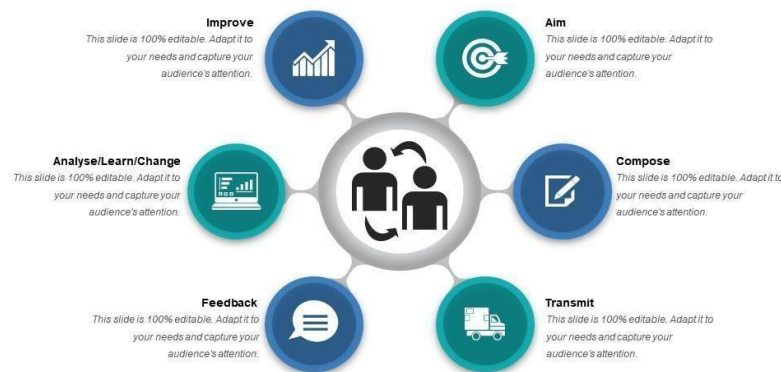 Improve
This slide is 100% editable. Adapt it to
your needs and capture your
audience's attention.
Aim
This slide is 100% editable. Adapt it to
your needs and capture your
audience's attention.
Analyse/Learn/Change
This slide is 100% editable. Adapt it to
your needs and capture your
audience's attention.
Compose
This slide is 100% editable. Adapt it to
your needs and capture your
audience's attention.
Feedback
This slide is 100% editable. Adapt it to
your needs and capture your
audience's attention.
Transmit
This slide is 100% editable. Adapt it to
your needs and capture your
audience's attention.